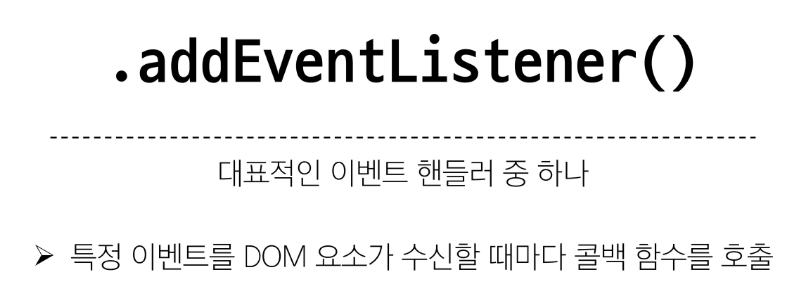 .addEventListener()
대표적인 이벤트 핸들러 중 하나
➢ 특정 이벤트를 DOM 요소가 수신할 때마다 콜백 함수를 호출